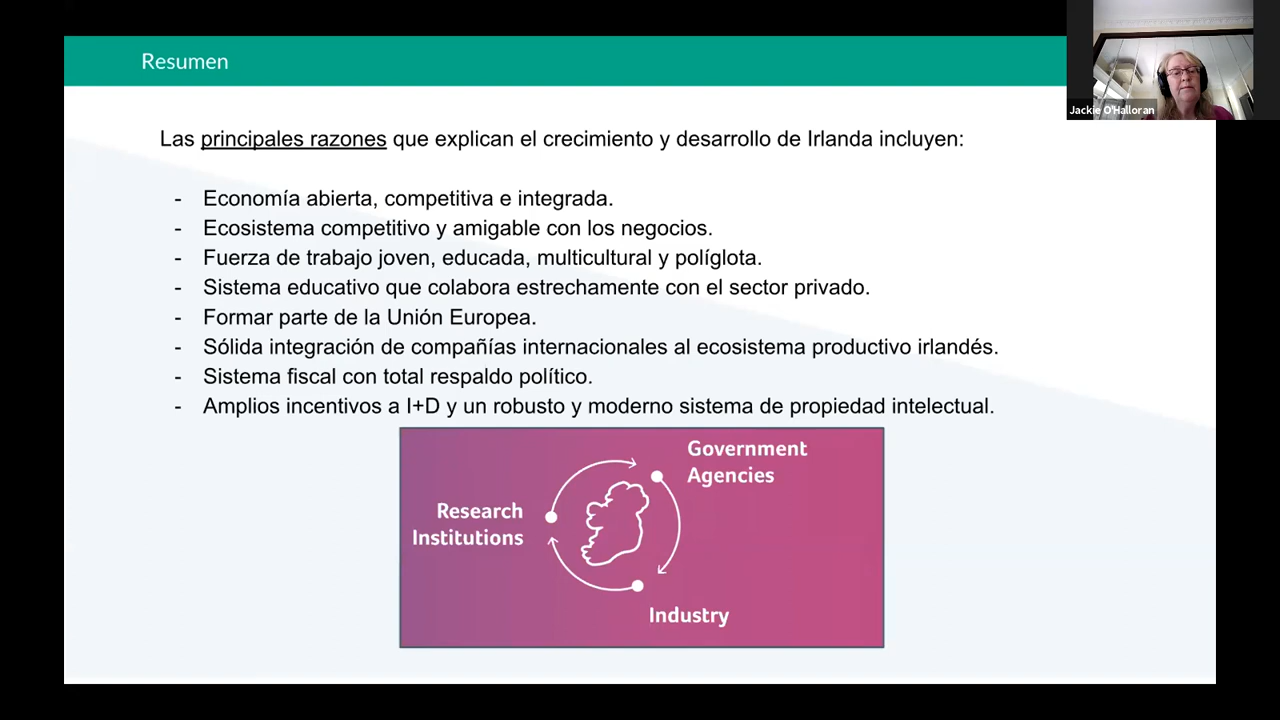 Resumen
Jackie O'Halloran
Las principales razones que explican el crecimiento y desarrollo de Irlanda incluyen:
- Economía abierta, competitiva e integrada.
- Ecosistema competitivo y amigable con los negocios.
- Fuerza de trabajo joven, educada, multicultural y políglota.
- Sistema educativo que colabora estrechamente con el sector privado.
- Formar parte de la Unión Europea.
- Sólida integración de compañías internacionales al ecosistema productivo irlandés.
- Sistema fiscal con total respaldo político.
- Amplios incentivos a I+D y un robusto y moderno sistema de propiedad intelectual.
Government
Agencies
Research
Institutions
Industry